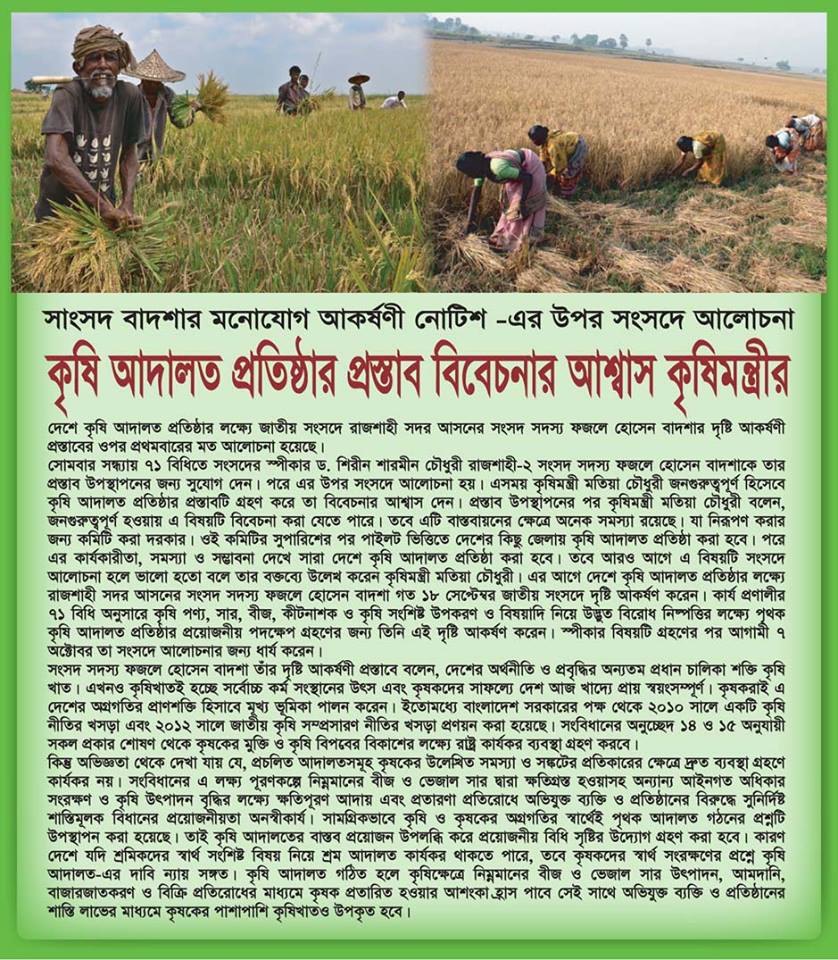 সাংসদ বাদশার মনোযোগ আকর্ষণী নোটিশ -এর উপর সংসদে আলোচনা
কৃষি আদালত প্রতিষ্ঠার প্রস্তাব বিবেচনার আশ্বাস কৃষিমন্ত্রীর
দেশে কৃষি আদালত প্রতিষ্ঠার লক্ষ্যে জাতীয় সংসদে রাজশাহী সদর আসনের সংসদ সদস্য ফজলে হোসেন বাদশার দৃষ্টি আকর্ষণী
প্রস্তাবের ওপর প্রথমবারের মত আলোচনা হয়েছে।
সোমবার সন্ধ্যায় ৭১ বিধিতে সংসদের স্পীকার ড. শিরীন শারমীন চৌধুরী রাজশাহী-২ সংসদ সদস্য ফজলে হোসেন বাদশাকে তার
প্রস্তাব উপস্থাপনের জন্য সুযোগ দেন। পরে এর উপর সংসদে আলোচনা হয়। এসময় কৃষিমন্ত্রী মতিয়া চৌধুরী জনগুরুত্বপূর্ণ হিসেবে
কৃষি আদালত প্রতিষ্ঠার প্রস্তাবটি গ্রহণ করে তা বিবেচনার আশ্বাস দেন। প্রস্তাব উপস্থাপনের পর কৃষিমন্ত্রী মতিয়া চৌধুরী বলেন,
জনগুরুত্বপূর্ণ হওয়ায় এ বিষয়টি বিবেচনা করা যেতে পারে। তবে এটি বাস্তবায়নের ক্ষেত্রে অনেক সমস্যা রয়েছে। যা নিরূপণ করার
জন্য কমিটি করা দরকার। ওই কমিটির সুপারিশের পর পাইলট ভিত্তিতে দেশের কিছু জেলায় কৃষি আদালত প্রতিষ্ঠা করা হবে। পরে
এর কার্যকারীতা, সমস্যা ও সম্ভাবনা দেখে সারা দেশে কৃষি আদালত প্রতিষ্ঠা করা হবে। তবে আরও আগে এ বিষয়টি সংসদে
আলোচনা হলে ভালো হতো বলে তার বক্তব্যে উলেখ করেন কৃষিমন্ত্রী মতিয়া চৌধুরী। এর আগে দেশে কৃষি আদালত প্রতিষ্ঠার লক্ষ্যে
রাজশাহী সদর আসনের সংসদ সদস্য ফজলে হোসেন বাদশা গত ১৮ সেপ্টেম্বর জাতীয় সংসদে দৃষ্টি আকর্ষণ করেন। কার্য প্রণালীর
৭১ বিধি অনুসারে কৃষি পণ্য, সার, বীজ, কীটনাশক ও কৃষি সংশিষ্ট উপকরণ ও বিষয়াদি নিয়ে উদ্ভূত বিরোধ নিষ্পত্তির লক্ষ্যে পৃথক
কৃষি আদালত প্রতিষ্ঠার প্রয়োজনীয় পদক্ষেপ গ্রহণের জন্য তিনি এই দৃষ্টি আকর্ষণ করেন। স্পীকার বিষয়টি গ্রহণের পর আগামী ৭
অক্টোবর তা সংসদে আলোচনার জন্য ধার্য করেন।
সংসদ সদস্য ফজলে হোসেন বাদশা তাঁর দৃষ্টি আকর্ষণী প্রস্তাবে বলেন, দেশের অর্থনীতি ও প্রবৃদ্ধির অন্যতম প্রধান চালিকা শক্তি কৃষি
খাত। এখনও কৃষিখাতই হচ্ছে সর্বোচ্চ কর্ম সংস্থানের উৎস এবং কৃষকদের সাফল্যে দেশ আজ খাদ্যে প্রায় স্বয়ংসম্পূর্ণ। কৃষকরাই এ
দেশের অগ্রগতির প্রাণশক্তি হিসাবে মুখ্য ভূমিকা পালন করেন। ইতোমধ্যে বাংলাদেশ সরকারের পক্ষ থেকে ২০১০ সালে একটি কৃষি
নীতির খসড়া এবং ২০১২ সালে জাতীয় কৃষি সম্প্রসারণ নীতির খসড়া প্রণয়ন করা হয়েছে। সংবিধানের অনুচ্ছেদ ১৪ ও ১৫ অনুযায়ী
সকল প্রকার শোষণ থেকে কৃষকের মুক্তি ও কৃষি বিপবের বিকাশের লক্ষ্যে রাষ্ট্র কার্যকর ব্যবস্থা গ্রহণ করবে।
কিন্তু অভিজ্ঞতা থেকে দেখা যায় যে, প্রচলিত আদালতসমূহ কৃষকের উলেখিত সমস্যা ও সঙ্কটের প্রতিকারের ক্ষেত্রে দ্রুত ব্যবস্থা গ্রহণে
কার্যকর নয়। সংবিধানের এ লক্ষ্য পূরণকল্পে নিম্নমানের বীজ ও ভেজাল সার দ্বারা ক্ষতিগ্রস্ত হওয়াসহ অন্যান্য আইনগত অধিকার
সংরক্ষণ ও কৃষি উৎপাদন বৃদ্ধির লক্ষ্যে ক্ষতিপূরণ আদায় এবং প্রতারণা প্রতিরোধে অভিযুক্ত ব্যক্তি ও প্রতিষ্ঠানের বিরুদ্ধে সুনির্দিষ্ট
শাস্তিমূলক বিধানের প্রয়োজনীয়তা অনস্বীকার্য। সামগ্রিকভাবে কৃষি ও কৃষকের অগ্রগতির স্বার্থেই পৃথক আদালত গঠনের প্রশ্নটি
উপস্থাপন করা হয়েছে। তাই কৃষি আদালতের বাস্তব প্রয়োজন উপলব্ধি করে প্রয়োজনীয় বিধি সৃষ্টির উদ্যোগ গ্রহণ করা হবে। কারণ
দেশে যদি শ্রমিকদের স্বার্থ সংশিষ্ট বিষয় নিয়ে শ্রম আদালত কার্যকর থাকতে পারে, তবে কৃষকদের স্বার্থ সংরক্ষণের প্রশ্নে কৃষি
আদালত-এর দাবি ন্যায় সঙ্গত। কৃষি আদালত গঠিত হলে কৃষিক্ষেত্রে নিম্নমানের বীজ ও ভেজাল সার উৎপাদন, আমদানি,
বাজারজাতকরণ ও বিক্রি প্রতিরোধের মাধ্যমে কৃষক প্রতারিত হওয়ার আশংকা হ্রাস পাবে সেই সাথে অভিযুক্ত ব্যক্তি ও প্রতিষ্ঠানের
শাস্তি লাভের মাধ্যমে কৃষকের পাশাপাশি কৃষিখাতও উপকৃত হবে।